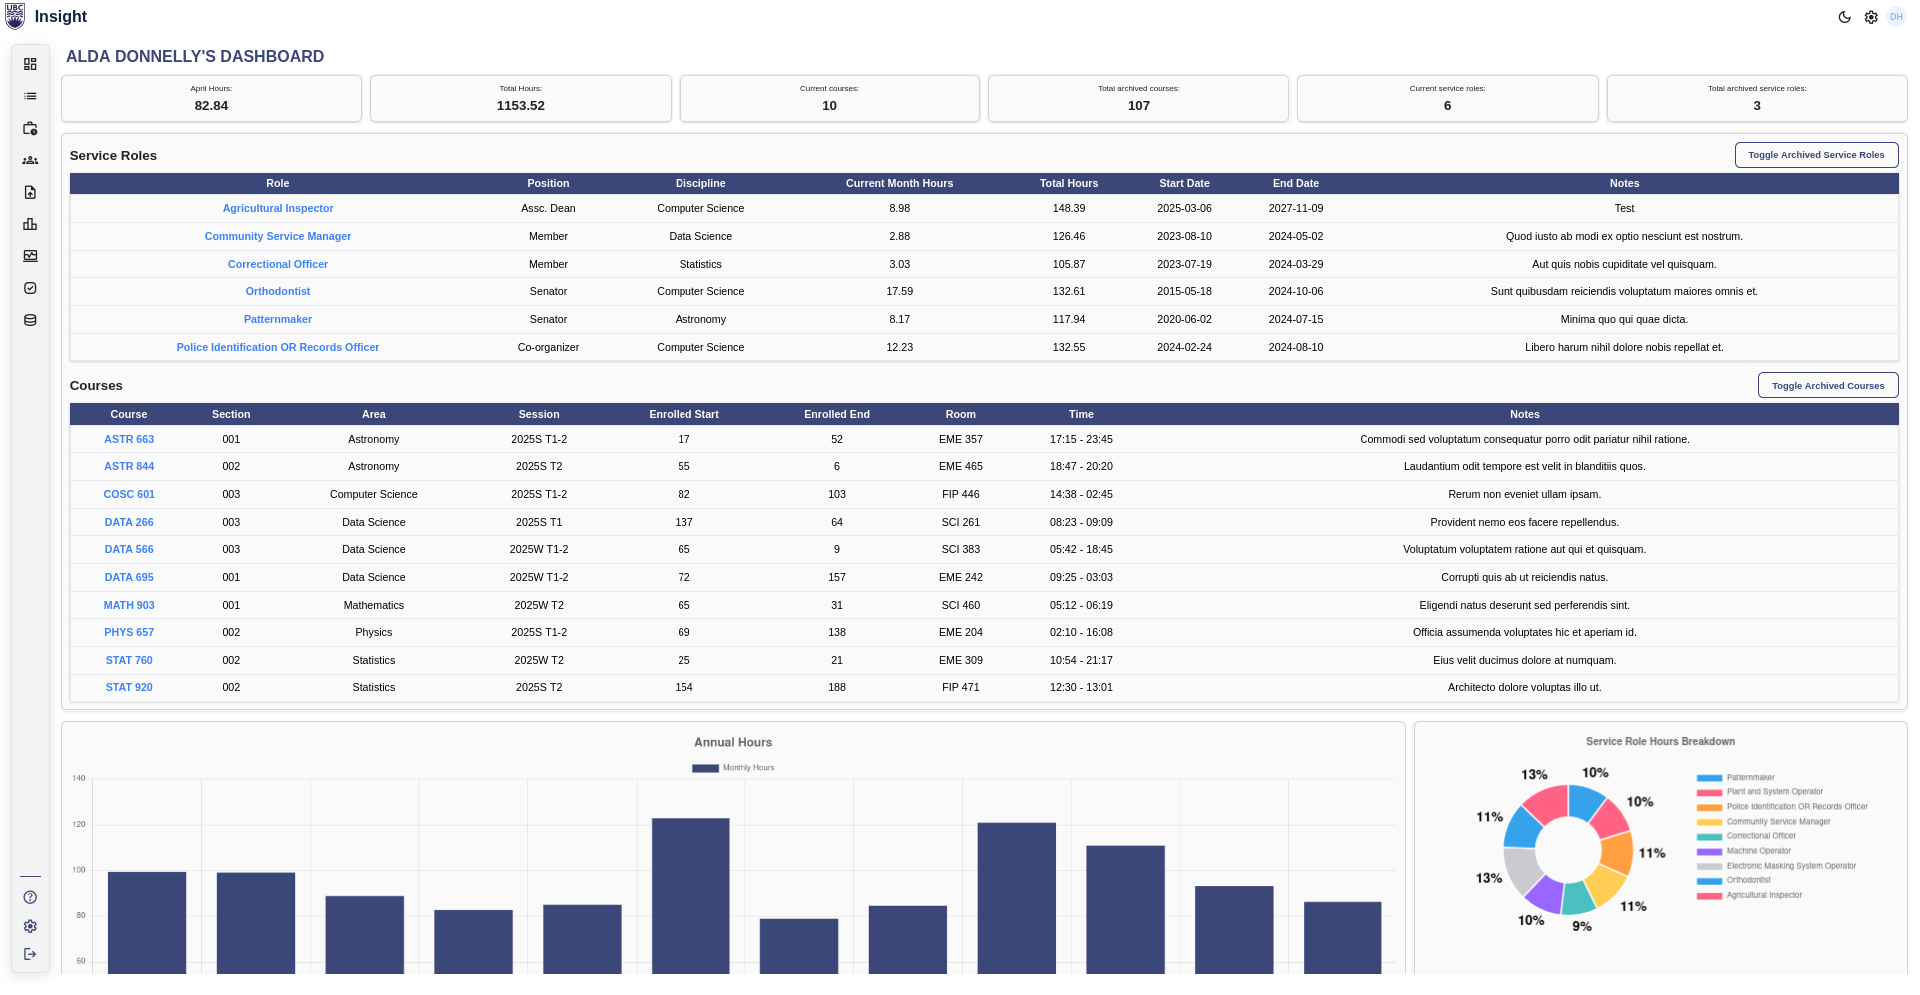 UBC
Insight
DH
ALDA DONNELLY'S DASHBOARD
April Hours:
82.84
Total Hours:
1153.52
Current courses:
10
Total archived courses:
107
Current service roles:
6
Total archived service roles:
3
Service Roles
Toggle Archived Service Roles
Role Position Discipline Current Month Hours Total Hours Start Date End Date Notes
Agricultural Inspector Assc. Dean Computer Science 8.98 148.39 2025-03-06 2027-11-09 Test
Community Service Manager Member Data Science 2.88 126.46 2023-08-10 2024-05-02 Quod iusto ab modi ex optio nesciunt est nostrum.
Correctional Officer Member Statistics 3.03 105.87 2023-07-19 2024-03-29 Aut quis nobis cupiditate vel quisquam.
Orthodontist Senator Computer Science 17.59 132.61 2015-05-18 2024-10-06 Sunt quibusdam reiciendis voluptatum maiores omnis et.
Patternmaker Senator Astronomy 8.17 117.94 2020-06-02 2024-07-15 Minima quo qui quae dicta.
Police Identification OR Records Officer Co-organizer Computer Science 12.23 132.55 2024-02-24 2024-08-10 Libero harum nihil dolore nobis repellat et.
Courses
Toggle Archived Courses
Course Section Area Session Enrolled Start Enrolled End Room Time Notes
ASTR 663 001 Astronomy 2025S T1-2 17 52 EME 357 17:15 - 23:45 Commodi sed voluptatum consequatur porro odit pariatur nihil ratione.
ASTR 844 002 Astronomy 2025S T2 55 6 EME 465 18:47 - 20:20 Laudantium odit tempore est velit in blanditiis quos.
COSC 601 003 Computer Science 2025S T1-2 82 103 FIP 446 14:38 - 02:45 Rerum non eveniet ullam ipsam.
DATA 266 003 Data Science 2025S T1 137 64 SCI 261 08:23 - 09:09 Provident nemo eos facere repellendus.
DATA 566 003 Data Science 2025W T1-2 65 9 SCI 383 05:42 - 18:45 Voluptatum voluptatem ratione aut qui et quisquam.
DATA 695 001 Data Science 2025W T1-2 72 157 EME 242 09:25 - 03:03 Corrupti quis ab ut reiciendis natus.
MATH 903 001 Mathematics 2025W T2 65 31 SCI 460 05:12 - 06:19 Eligendi natus deserunt sed perferendis sint.
PHYS 657 002 Physics 2025S T1-2 69 138 EME 204 02:10 - 16:08 Officia assumenda voluptates hic et aperiam id.
STAT 760 002 Statistics 2025W T2 25 21 EME 309 10:54 - 21:17 Eius velit ducimus dolore at numquam.
STAT 920 002 Statistics 2025S T2 154 188 FIP 471 12:30 - 13:01 Architecto dolore voluptas illo ut.
Annual Hours
Monthly Hours
140
120
100
80
60
Service Role Hours Breakdown
13%
10%
10%
11%
11%
9%
10%
13%
11%
Patternmaker
Plant and System Operator
Police Identification OR Records Officer
Community Service Manager
Correctional Officer
Machine Operator
Electronic Masking System Operator
Orthodontist
Agricultural Inspector